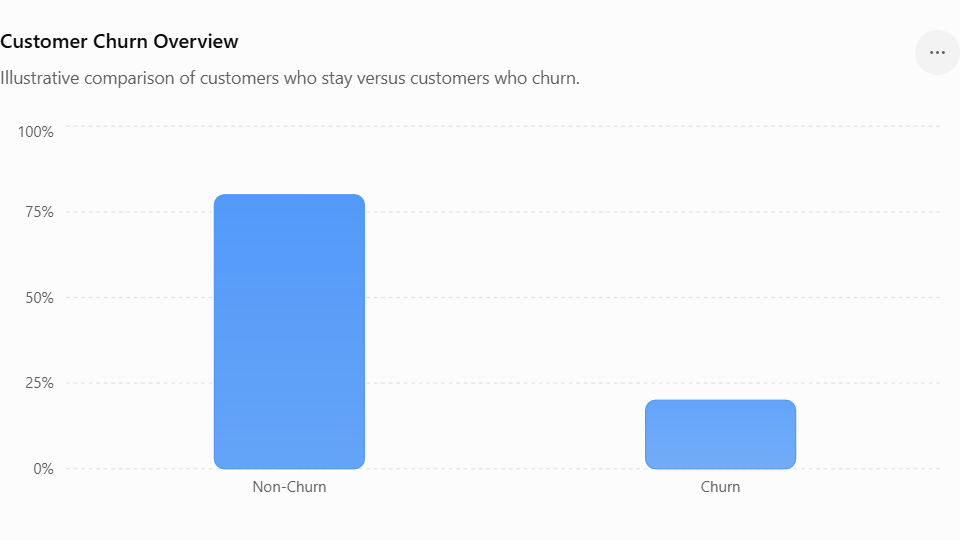 Customer Churn Overview
Illustrative comparison of customers who stay versus customers who churn.
100%
75%
50%
25%
0%
Non-Churn
Churn